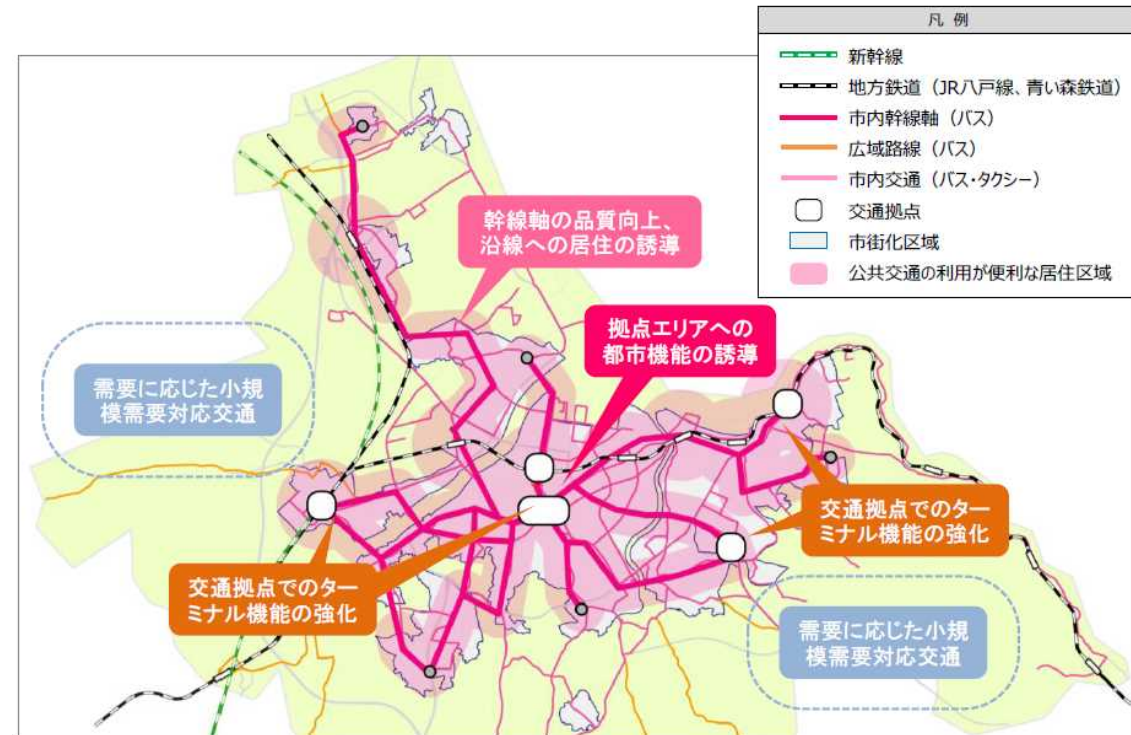 凡 例
新幹線
地方鉄道（JR八戸線、青い森鉄道）
市内幹線軸（バス）
広域路線（バス）
市内交通（バス・タクシー）
交通拠点
市街化区域
公共交通の利用が便利な居住区域
幹線軸の品質向上、
沿線への居住の誘導
拠点エリアへの
都市機能の誘導
需要に応じた小規
模需要対応交通
交通拠点でのター
ミナル機能の強化
交通拠点でのター
ミナル機能の強化
需要に応じた小規
模需要対応交通